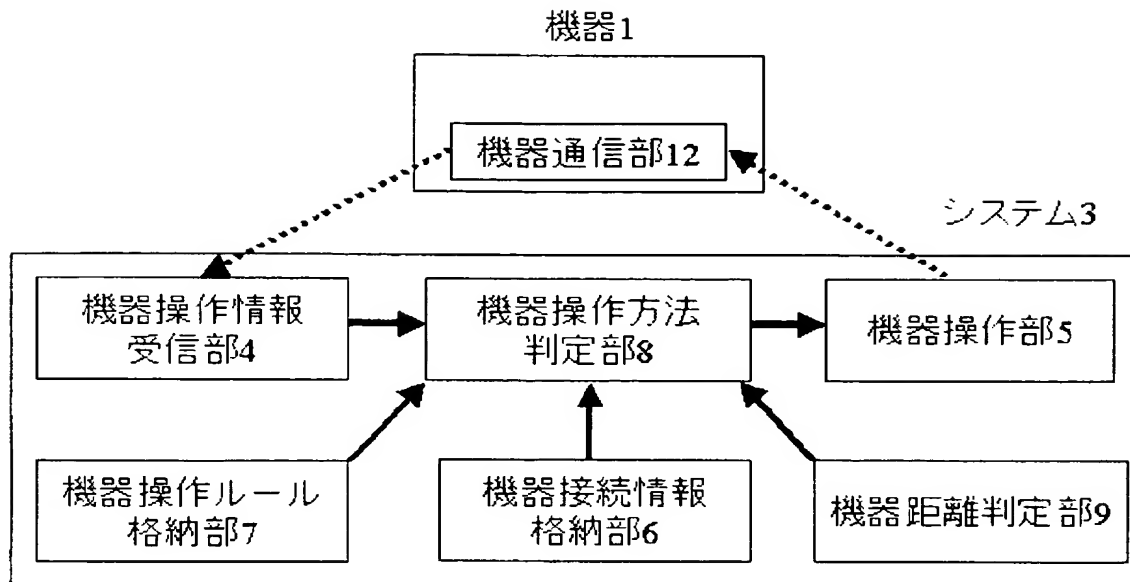 機器1
機器通信部12
システム3
機器操作情報
受信部4
機器操作方法
判定部8
機器操作部5
機器操作ルール
格納部7
機器接続情報
格納部6
機器距離判定部9